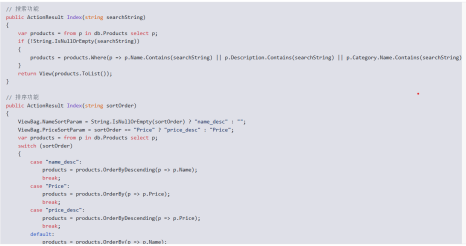 // 搜索功能
public ActionResult Index(string searchString)
{
var products = from p in db.Products select p;
if (!String.IsNullOrEmpty(searchString))
{
products = products.Where(p => p.Name.Contains(searchString) || p.Description.Contains(searchString) || p.Category.Name.Contains(searchString)
}
return View(products.ToList());
}
// 排序功能
public ActionResult Index(string sortOrder)
{
ViewBag.NameSortParam = String.IsNullOrEmpty(sortOrder) ? "name_desc" : "";
ViewBag.PriceSortParam = sortOrder == "Price" ? "price_desc" : "Price";
var products = from p in db.Products select p;
switch (sortOrder)
{
case "name_desc":
products = products.OrderByDescending(p => p.Name);
break;
case "Price":
products = products.OrderBy(p => p.Price);
break;
case "price_desc":
products = products.OrderByDescending(p => p.Price);
break;
default:
products = products.OrderBy(p => p.Name);